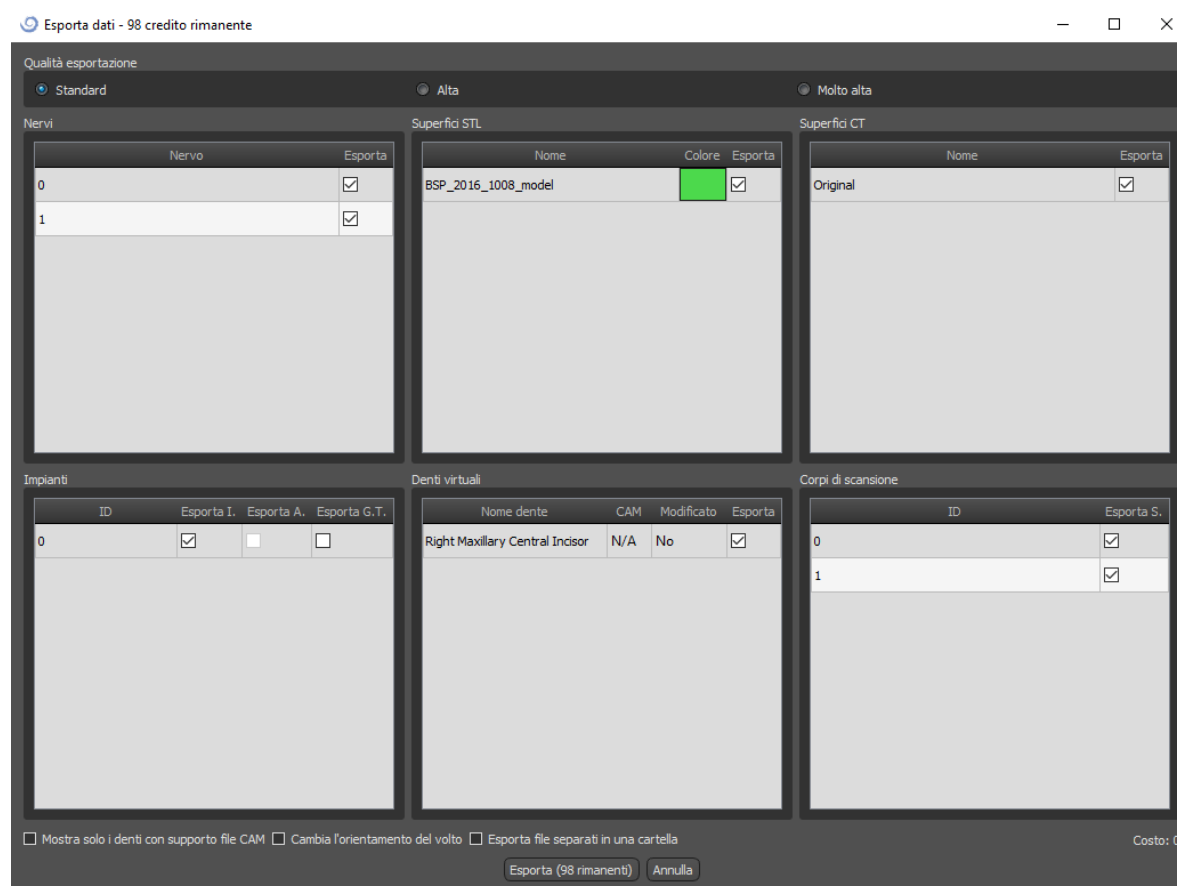 Esporta dati - 98 credito rimanente
Qualità esportazione
Standard Alta Molto alta
Nervi Superfici STL Superfici CT
Nervo Esporta Nome Colore Esporta Nome Esporta
0 BSP_2016_1008_model Original
1
Impianti Denti virtuali Corpi di scansione
ID Esporta I. Esporta A. Esporta G.T. Nome dente CAM Modificato Esporta ID Esporta S.
0 Right Maxillary Central Incisor N/A No 0
1
Mostra solo i denti con supporto file CAM Cambia l'orientamento del volto Esporta file separati in una cartella Costo: 0
Esporta (98 rimanenti) Annulla